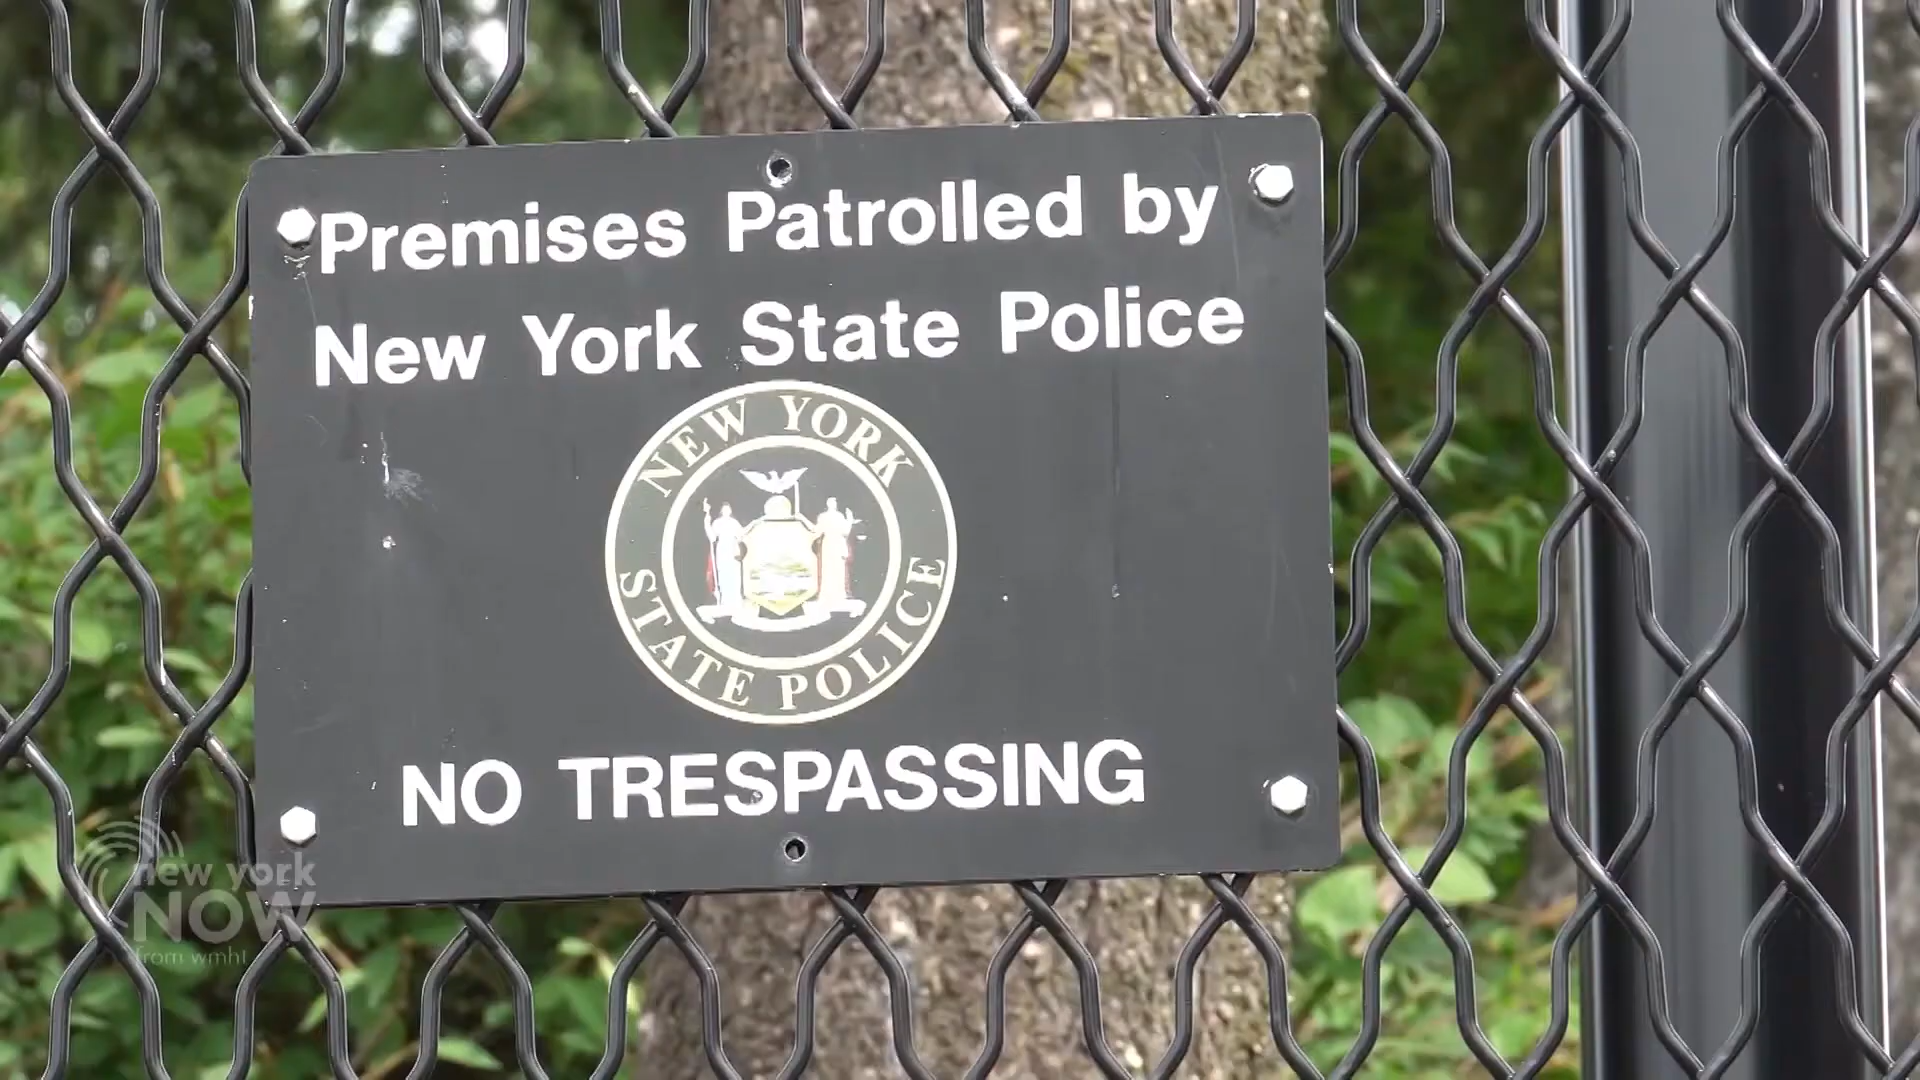 Premises Patrolled by
New York State Police
NEW YORK
STATE POLICE
NO TRESPASSING
new york
NOW
from wmht